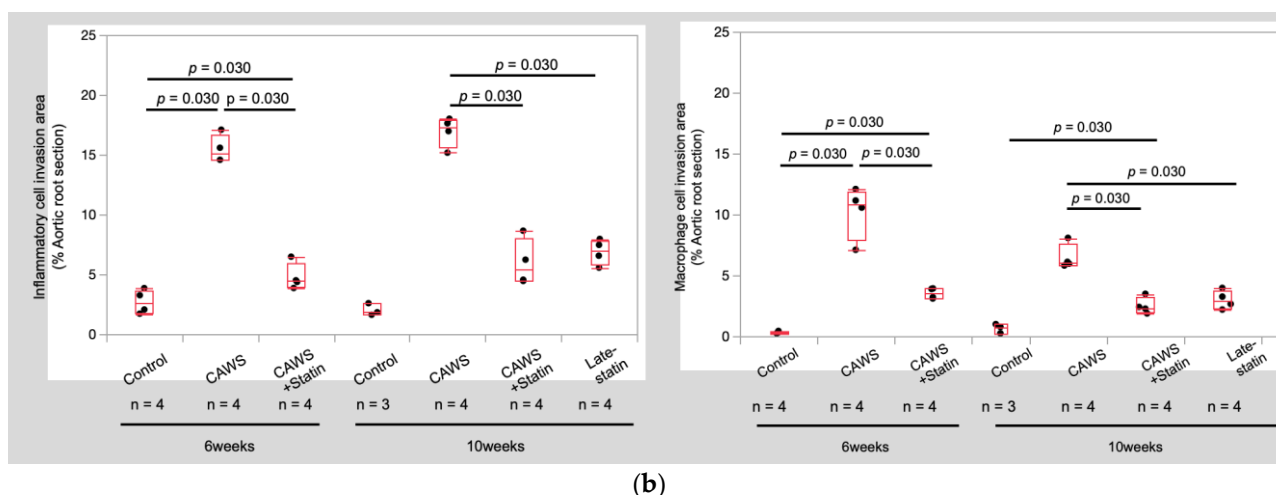 Inflammatory cell invasion area
(% Aortic root section)
25
20
15
10
5
0
p = 0.030
p = 0.030
p = 0.030
p = 0.030
p = 0.030
Control
CAWS
CAWS
+Statin
Control
CAWS
CAWS
+Statin
Late-
statin
n = 4
n = 4
n = 4
n = 3
n = 4
n = 4
n = 4
6weeks
10weeks
Macrophage cell invasion area
(% Aortic root section)
25
20
15
10
5
0
p = 0.030
p = 0.030
p = 0.030
p = 0.030
p = 0.030
p = 0.030
Control
CAWS
CAWS
+Statin
Control
CAWS
CAWS
+Statin
Late-
statin
n = 4
n = 4
n = 4
n = 3
n = 4
n = 4
n = 4
6weeks
10weeks
(b)